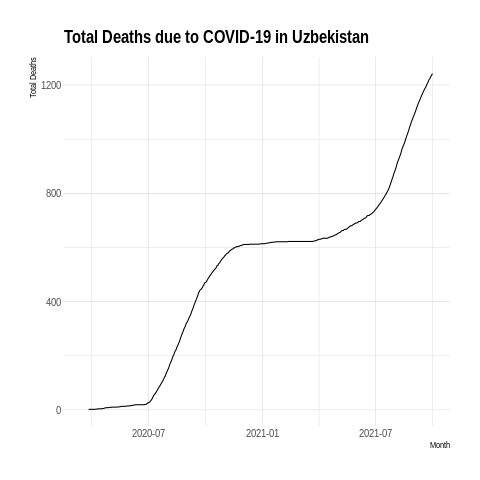 Total Deaths due to COVID-19 in Uzbekistan
Total Deaths
1200
800
400
0
2020-07
2021-01
2021-07
Month